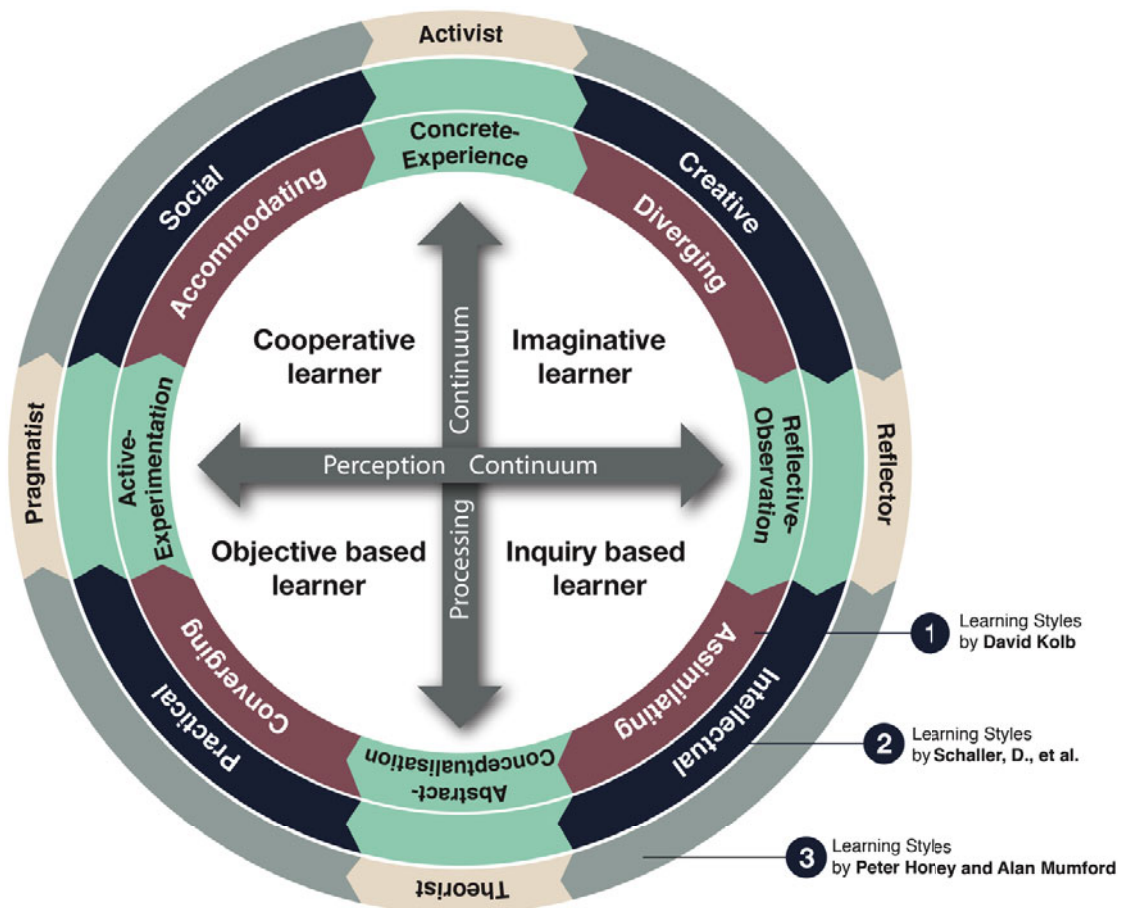 Activist
Concrete-
Experience
Social
Accommodating
Creative
Diverging
Cooperative
learner
Imaginative
learner
Processing Continuum
Perception Continuum
Pragmatist
Active-
Experimentation
Reflective-
Observation
Reflector
Objective based
learner
Inquiry based
learner
Practical
Converging
Assimilating
Intellectual
Abstract-
Conceptualisation
Theorist
1
Learning Styles
by David Kolb
2
Learning Styles
by Schaller, D., et al.
3
Learning Styles
by Peter Honey and Alan Mumford